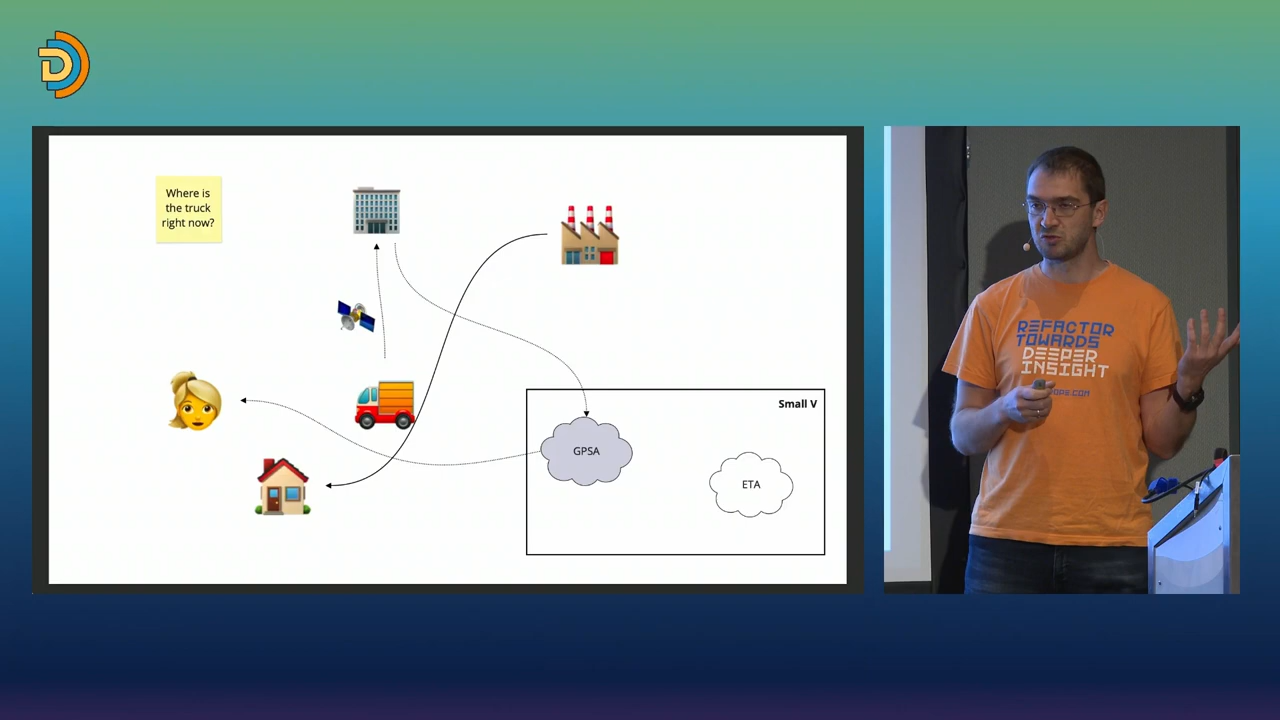 Where is
the truck
right now?
Small V
GPSA
ETA
REFACTOR
TOWARDS
DEEPER
INSIGHT